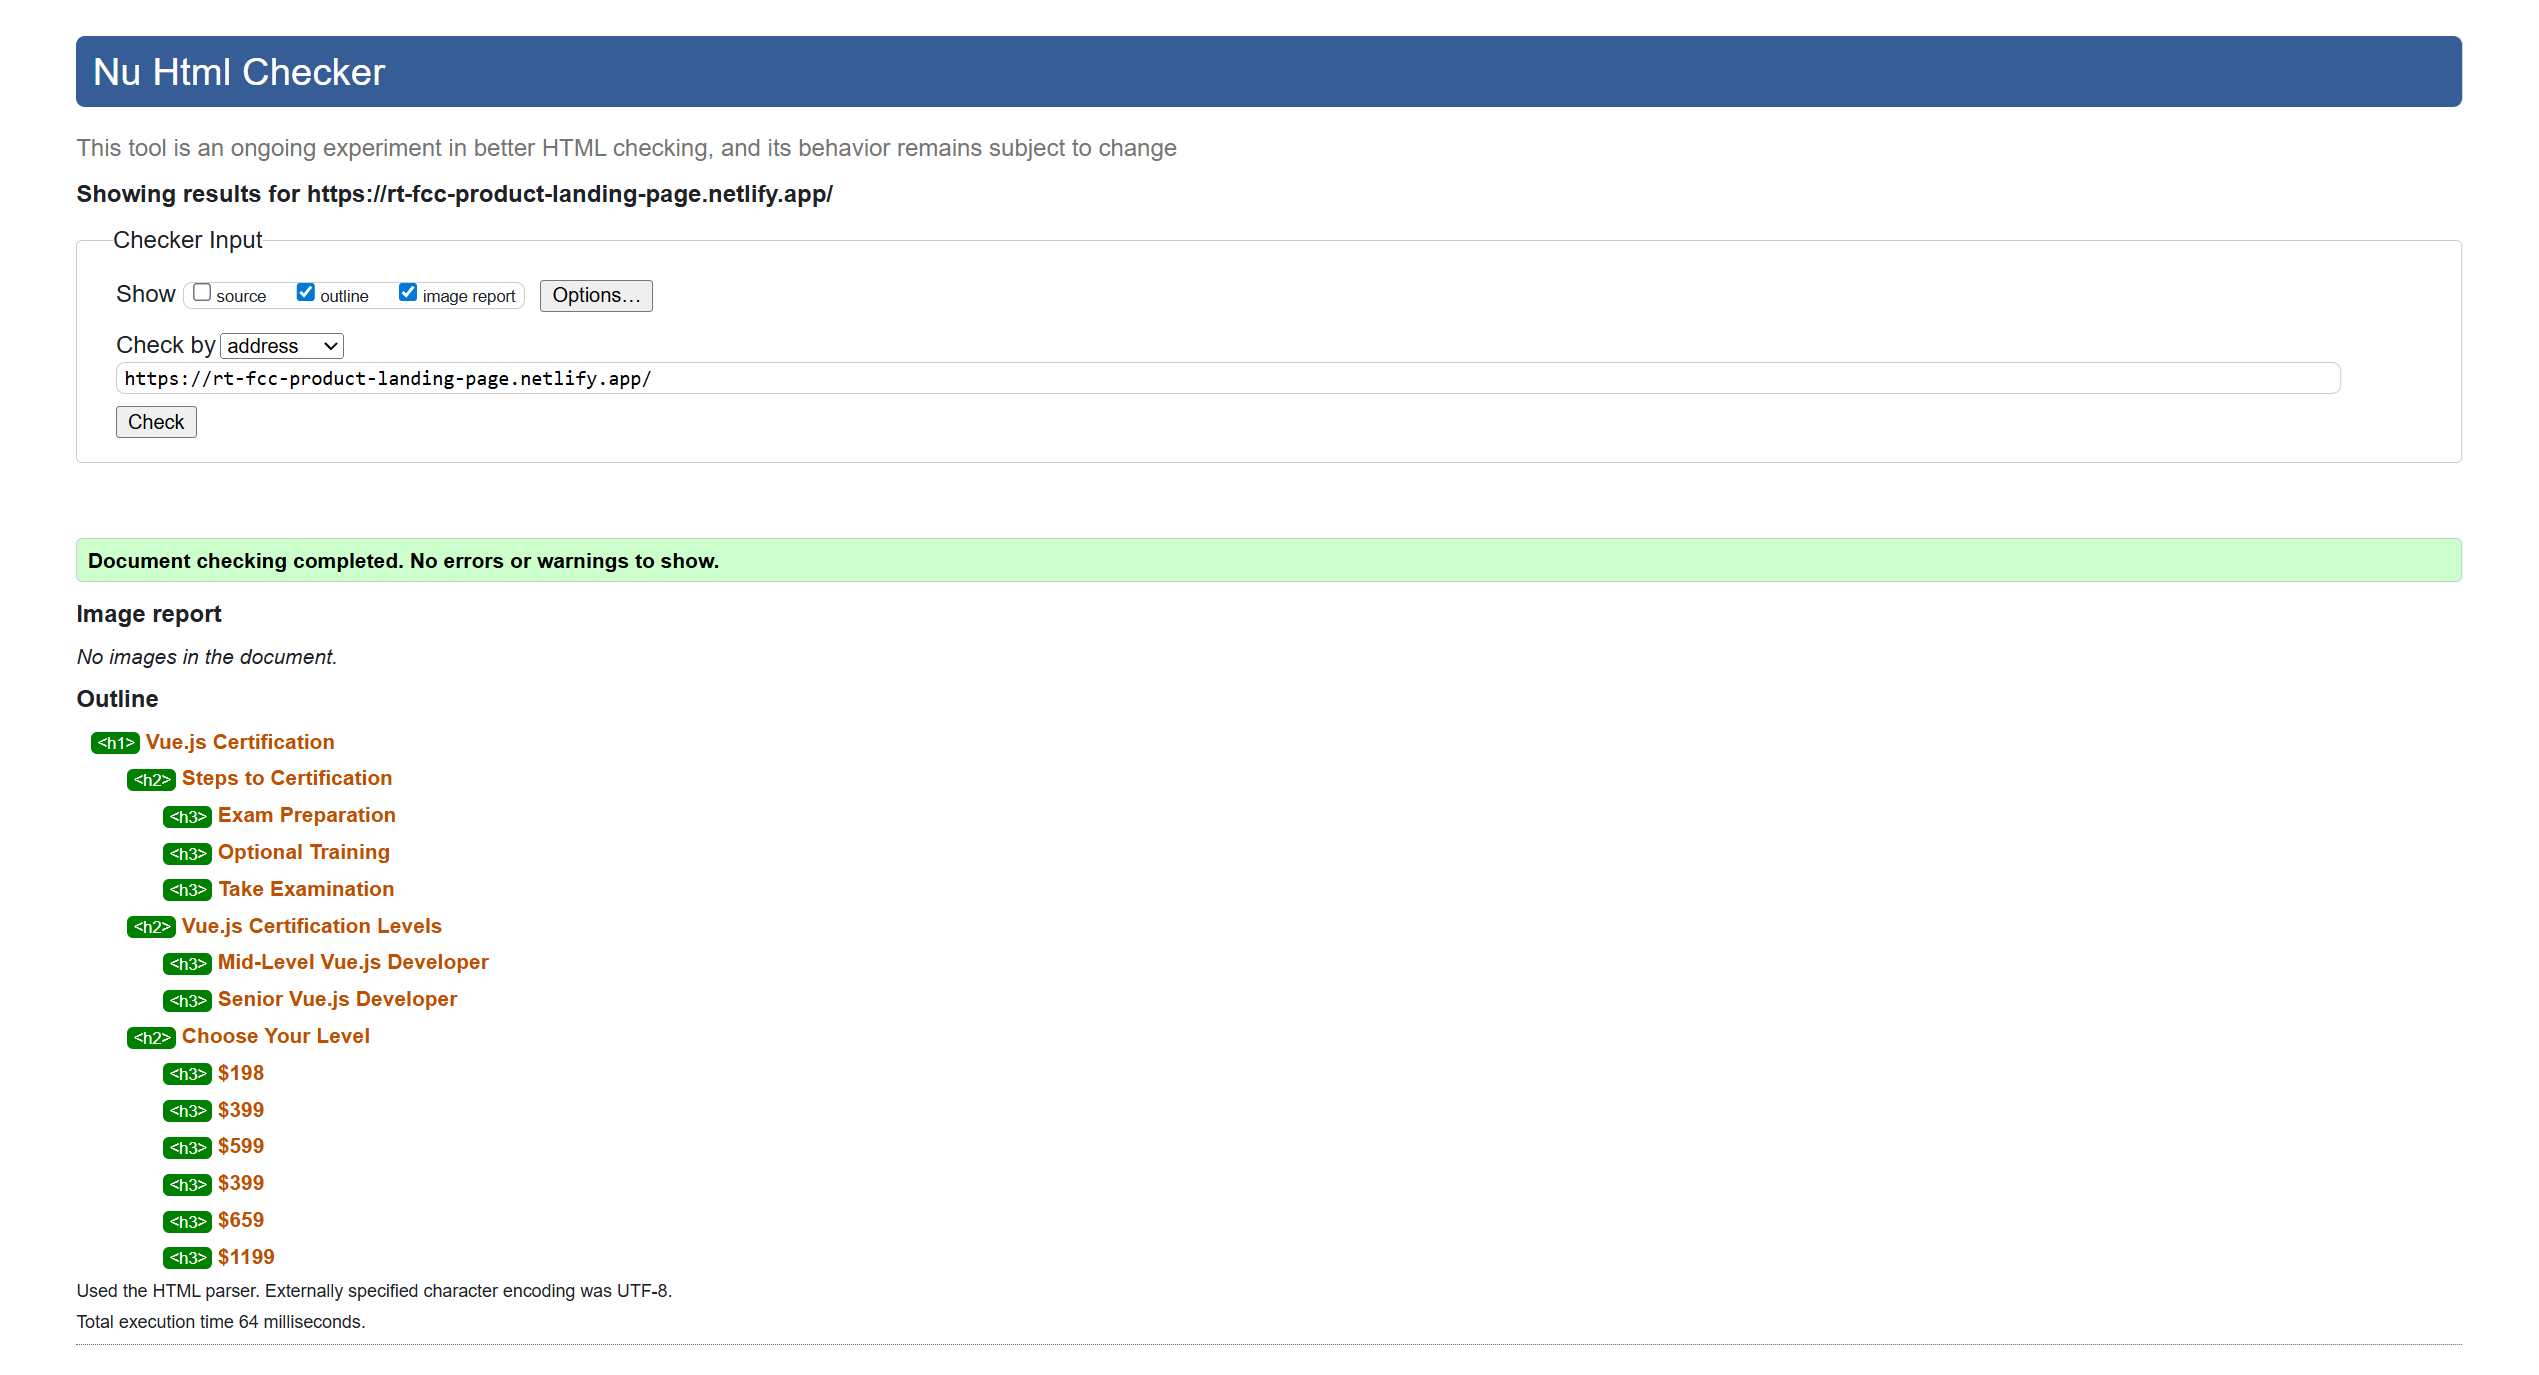 Nu Html Checker
This tool is an ongoing experiment in better HTML checking, and its behavior remains subject to change
Showing results for https://rt-fcc-product-landing-page.netlify.app/
Checker Input
Show source outline image report Options…
Check by address
https://rt-fcc-product-landing-page.netlify.app/
Check
Document checking completed. No errors or warnings to show.
Image report
No images in the document.
Outline
<h1> Vue.js Certification
<h2> Steps to Certification
<h3> Exam Preparation
<h3> Optional Training
<h3> Take Examination
<h2> Vue.js Certification Levels
<h3> Mid-Level Vue.js Developer
<h3> Senior Vue.js Developer
<h2> Choose Your Level
<h3> $198
<h3> $399
<h3> $599
<h3> $399
<h3> $659
<h3> $1199
Used the HTML parser. Externally specified character encoding was UTF-8.
Total execution time 64 milliseconds.